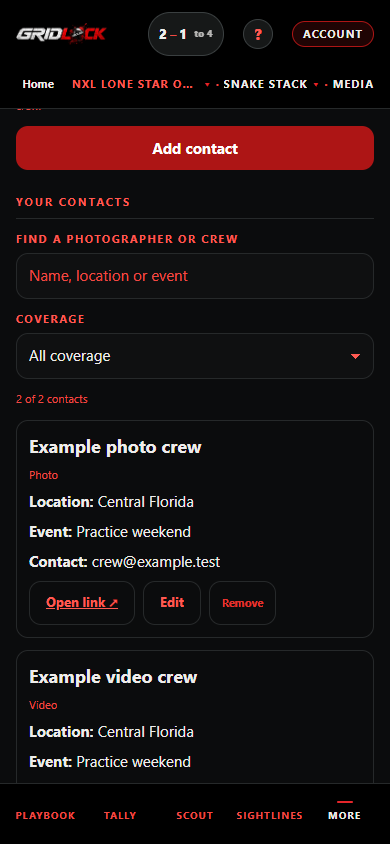 GRIDLOCK
2 – 1 to 4
?
ACCOUNT
Home
NXL LONE STAR O... ▾ · SNAKE STACK ▾ · MEDIA
Add contact
YOUR CONTACTS
FIND A PHOTOGRAPHER OR CREW
Name, location or event
COVERAGE
All coverage
2 of 2 contacts
Example photo crew
Photo
Location: Central Florida
Event: Practice weekend
Contact: crew@example.test
Open link ↗
Edit
Remove
Example video crew
Video
Location: Central Florida
Event: Practice weekend
PLAYBOOK
TALLY
SCOUT
SIGHTLINES
MORE